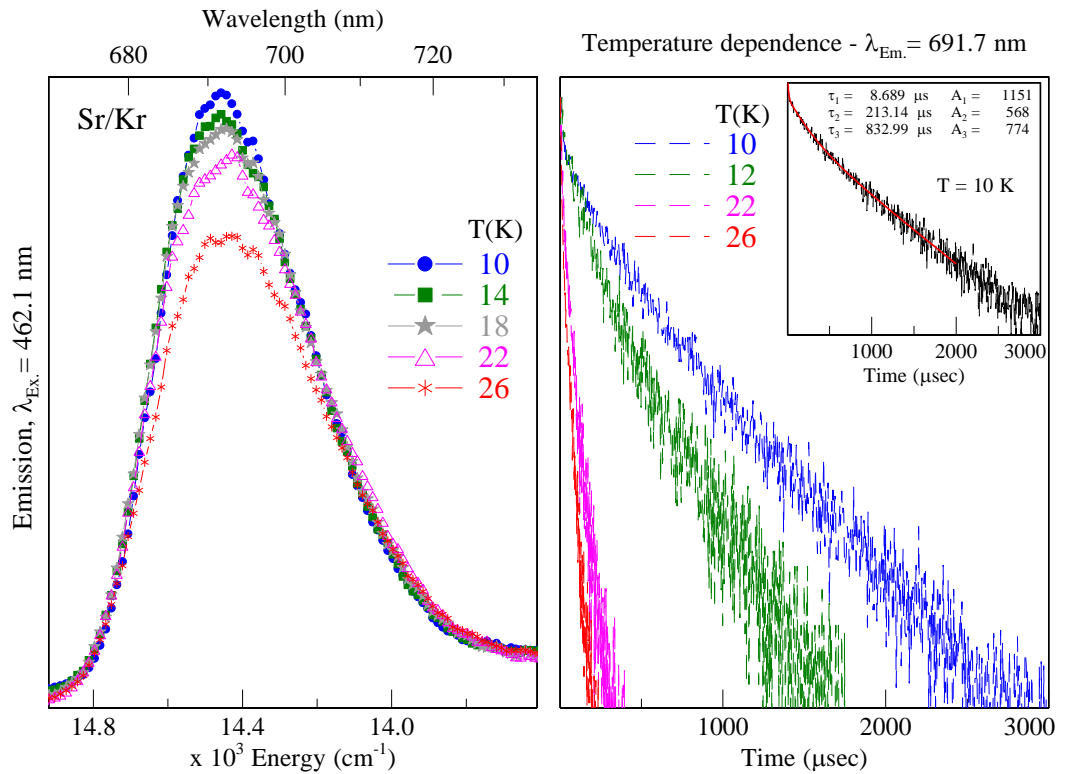 Wavelength (nm)
680
700
720
Sr/Kr
T(K)
10
14
18
22
26
Emission, λEx. = 462.1 nm
14.8
14.4
14.0
x 10³ Energy (cm⁻¹)
Temperature dependence - λEm. = 691.7 nm
T(K)
10
12
22
26
τ1 = 8.689 μs A1 = 1151
τ2 = 213.14 μs A2 = 568
τ3 = 832.99 μs A3 = 774
T = 10 K
1000
2000
3000
Time (μsec)
1000
2000
3000
Time (μsec)